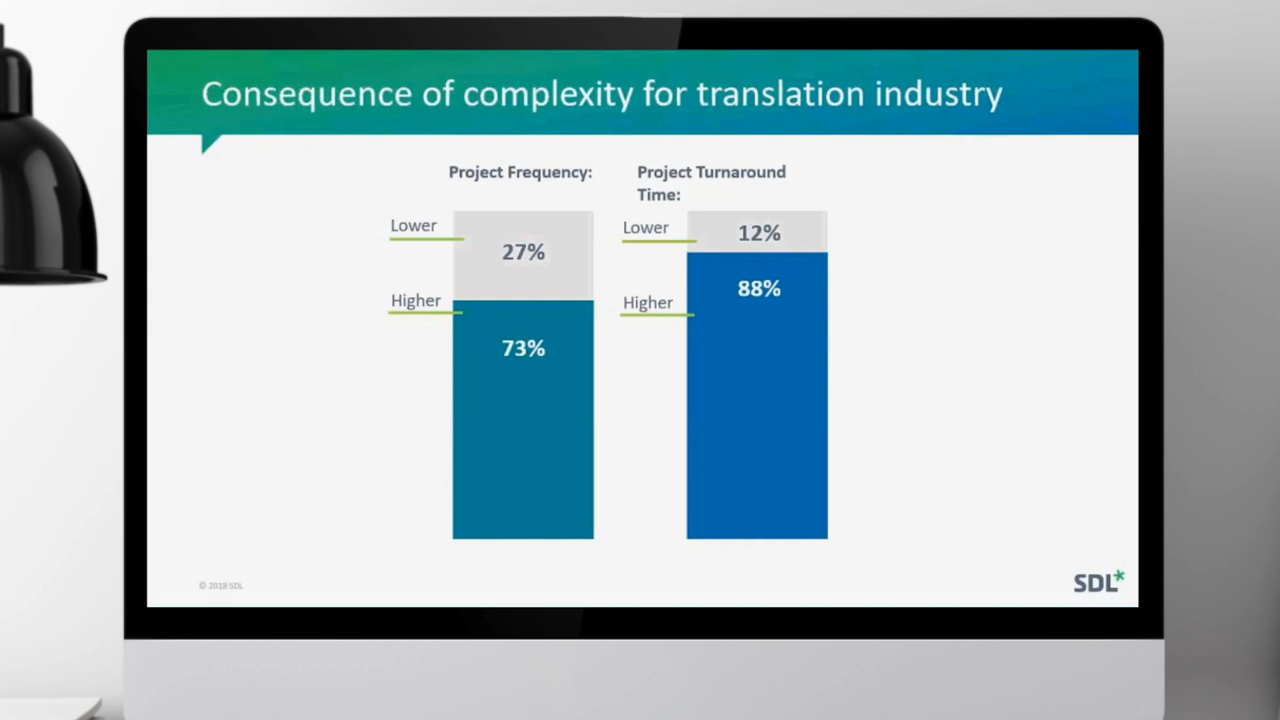 Consequence of complexity for translation industry
Project Frequency:
Lower
27%
Higher
73%
Project Turnaround
Time:
Lower
12%
88%
Higher
© 2018 SDL
SDL*